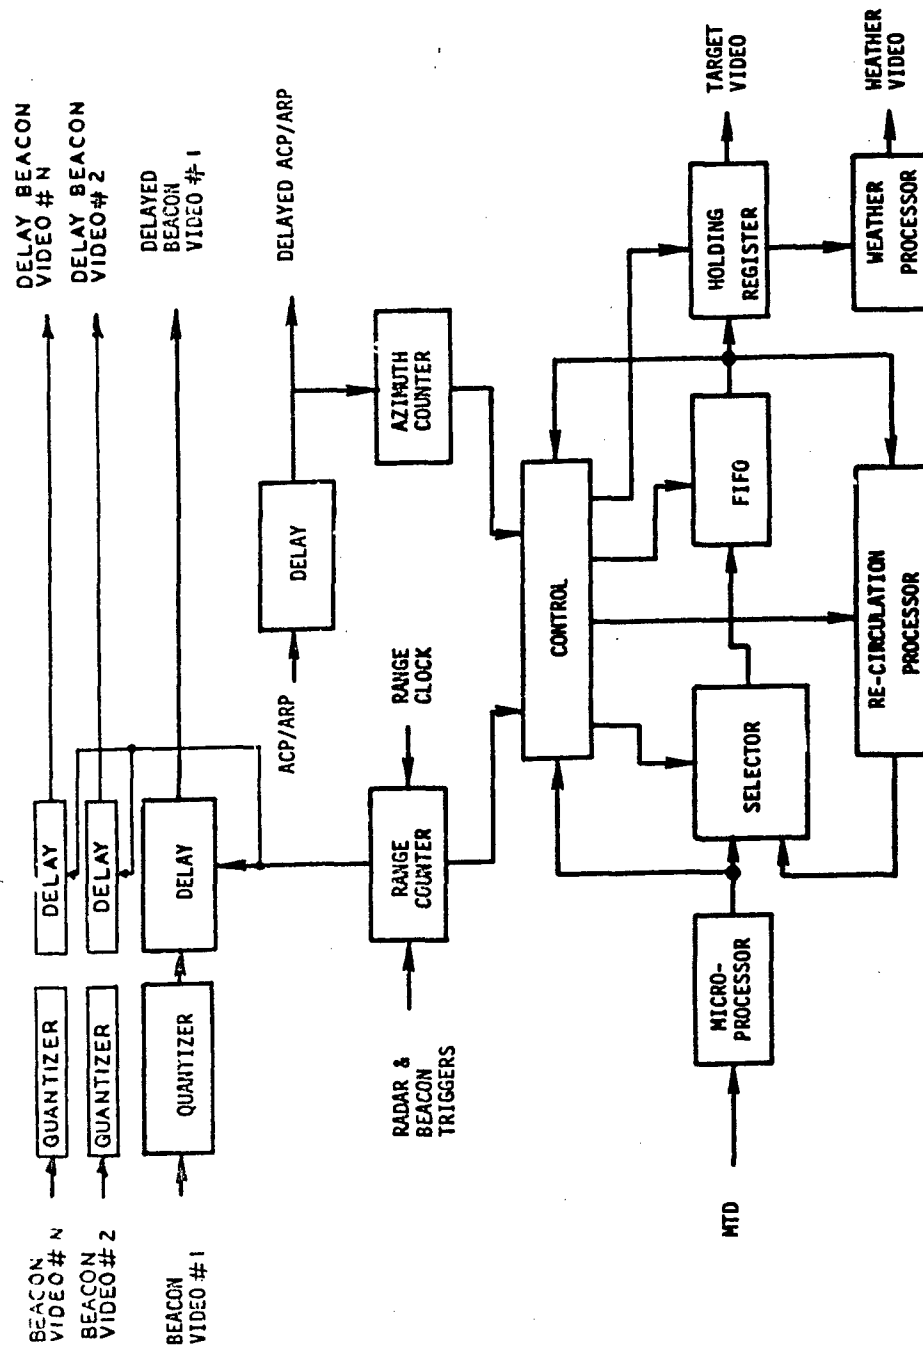 BEACON
VIDEO # N
QUANTIZER
DELAY
DELAY BEACON
VIDEO # N
BEACON
VIDEO # 2
QUANTIZER
DELAY
DELAY BEACON
VIDEO # 2
BEACON
VIDEO # 1
QUANTIZER
DELAY
DELAYED
BEACON
VIDEO # 1
ACP/ARP
DELAY
DELAYED ACP/ARP
RADAR &
BEACON
TRIGGERS
RANGE
COUNTER
RANGE
CLOCK
AZIMUTH
COUNTER
CONTROL
MTD
MICRO-
PROCESSOR
SELECTOR
FIFO
HOLDING
REGISTER
TARGET
VIDEO
RE-CIRCULATION
PROCESSOR
WEATHER
PROCESSOR
WEATHER
VIDEO